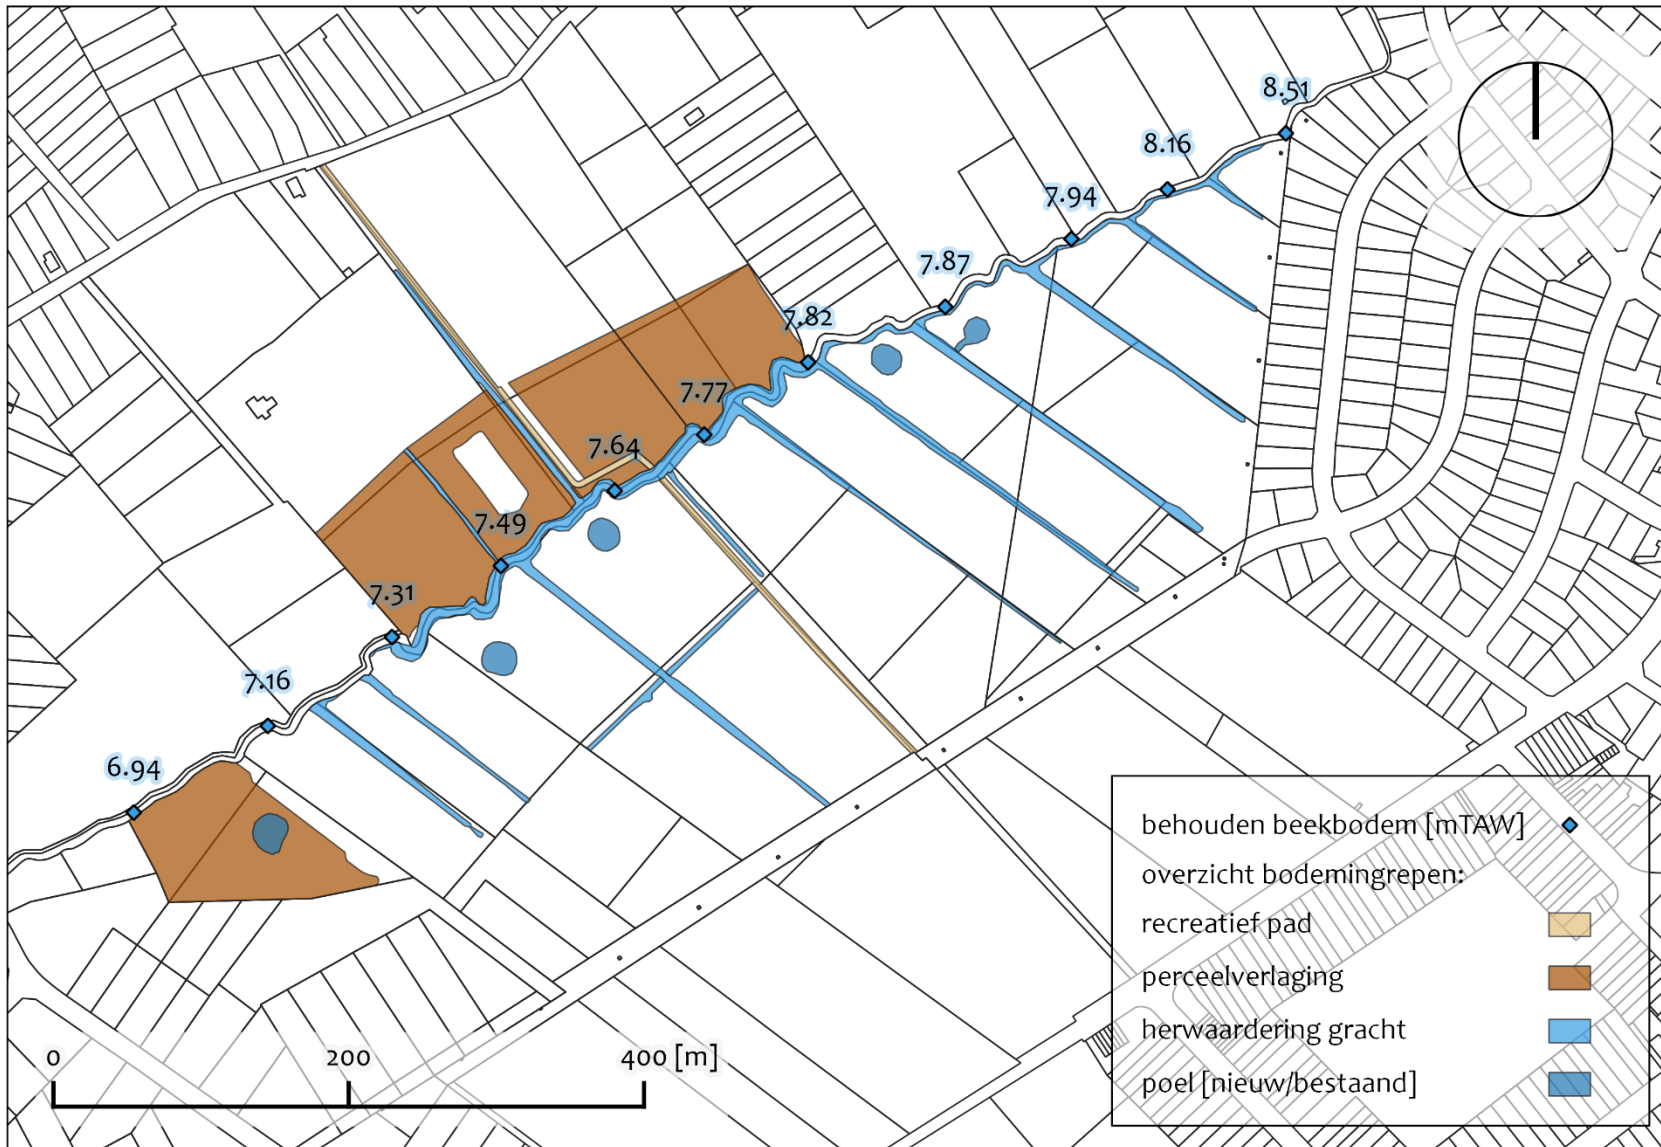 8.51
8.16
7.94
7.87
7.82
7.77
7.64
7.49
7.31
7.16
6.94
behouden beekbodem [mTAW]
overzicht bodemingrepen:
recreatief pad
perceelverlaging
herwaardering gracht
poel [nieuw/bestaand]
0 200 400 [m]